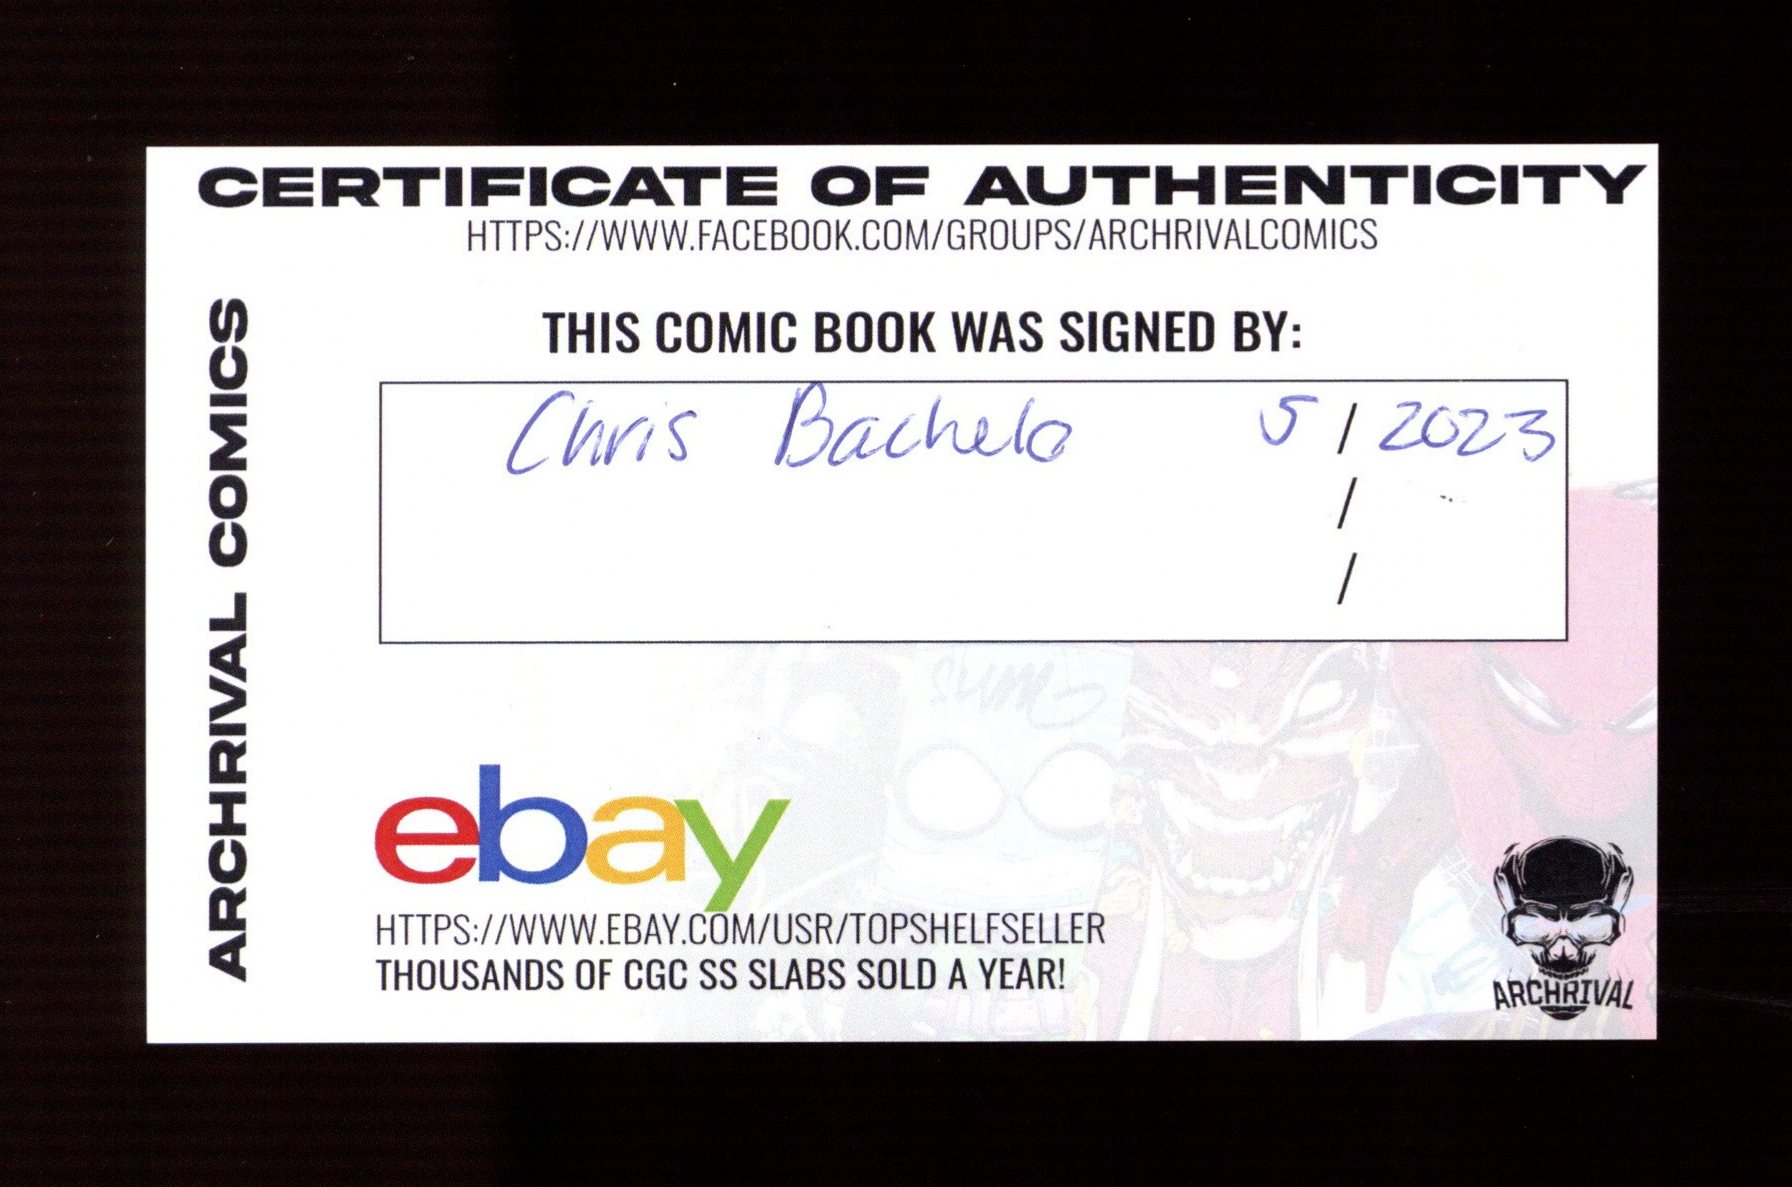 CERTIFICATE OF AUTHENTICITY
HTTPS://WWW.FACEBOOK.COM/GROUPS/ARCHRIVALCOMICS
ARCHRIVAL COMICS
THIS COMIC BOOK WAS SIGNED BY:
Chris Bachelo 5 / 2023
/
/
ebay
HTTPS://WWW.EBAY.COM/USR/TOPSHELFSELLER
THOUSANDS OF CGC SS SLABS SOLD A YEAR!
ARCHRIVAL